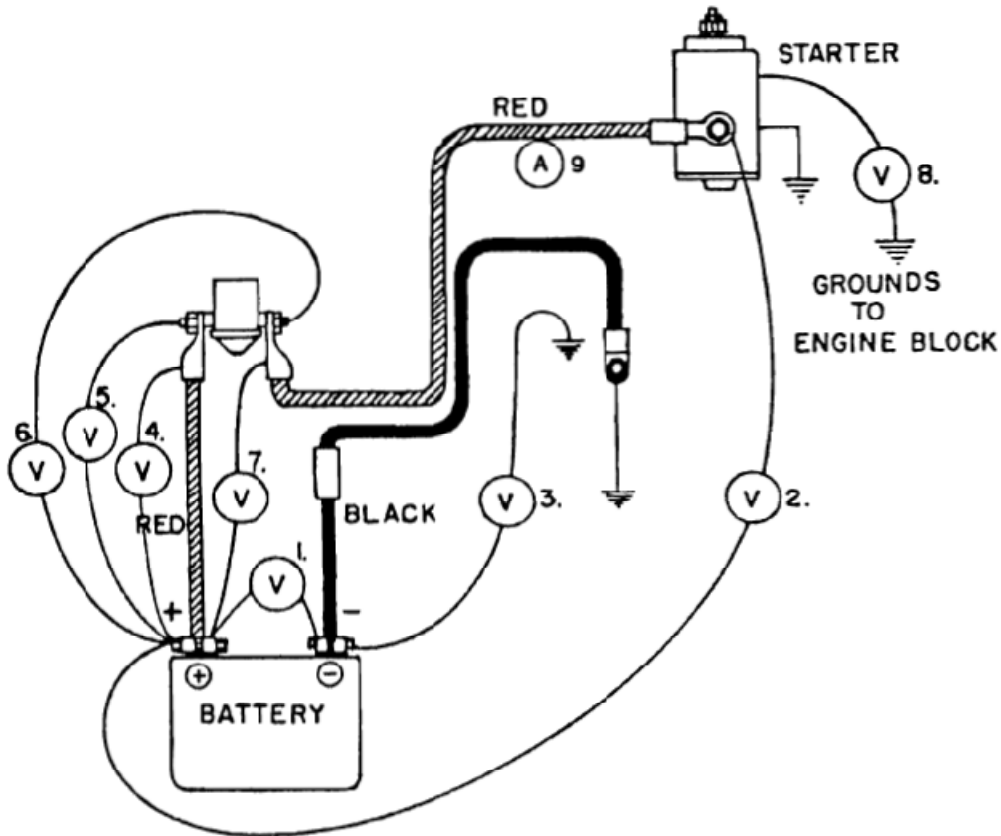 STARTER
RED
A 9
V 8.
GROUNDS
TO
ENGINE BLOCK
5.
V
4.
V
6.
V
7.
V
RED
BLACK
V 3.
V 2.
1.
V
+
-
+
-
BATTERY